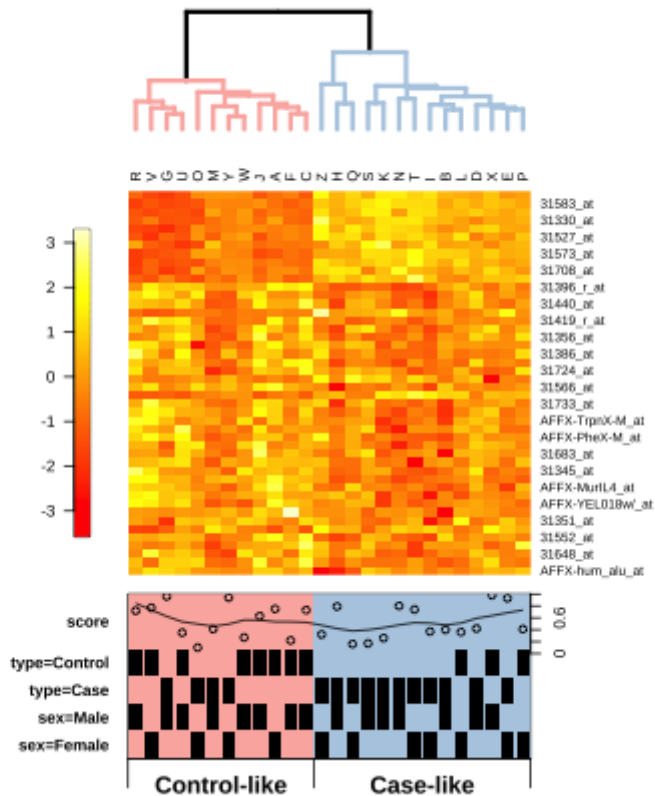 R V G U O M Y W J A F C Z H Q S K N T I B L D X E P
31583_at
31330_at
31527_at
31573_at
31708_at
31396_r_at
31440_at
31419_r_at
31356_at
31386_at
31724_at
31566_at
31733_at
AFFX-TrpnX-M_at
AFFX-PheX-M_at
31683_at
31345_at
AFFX-MurIL4_at
AFFX-YEL018w/_at
31351_at
31552_at
31648_at
AFFX-hum_alu_at
3
2
1
0
-1
-2
-3
score
0.6
0
type=Control
type=Case
sex=Male
sex=Female
Control-like
Case-like